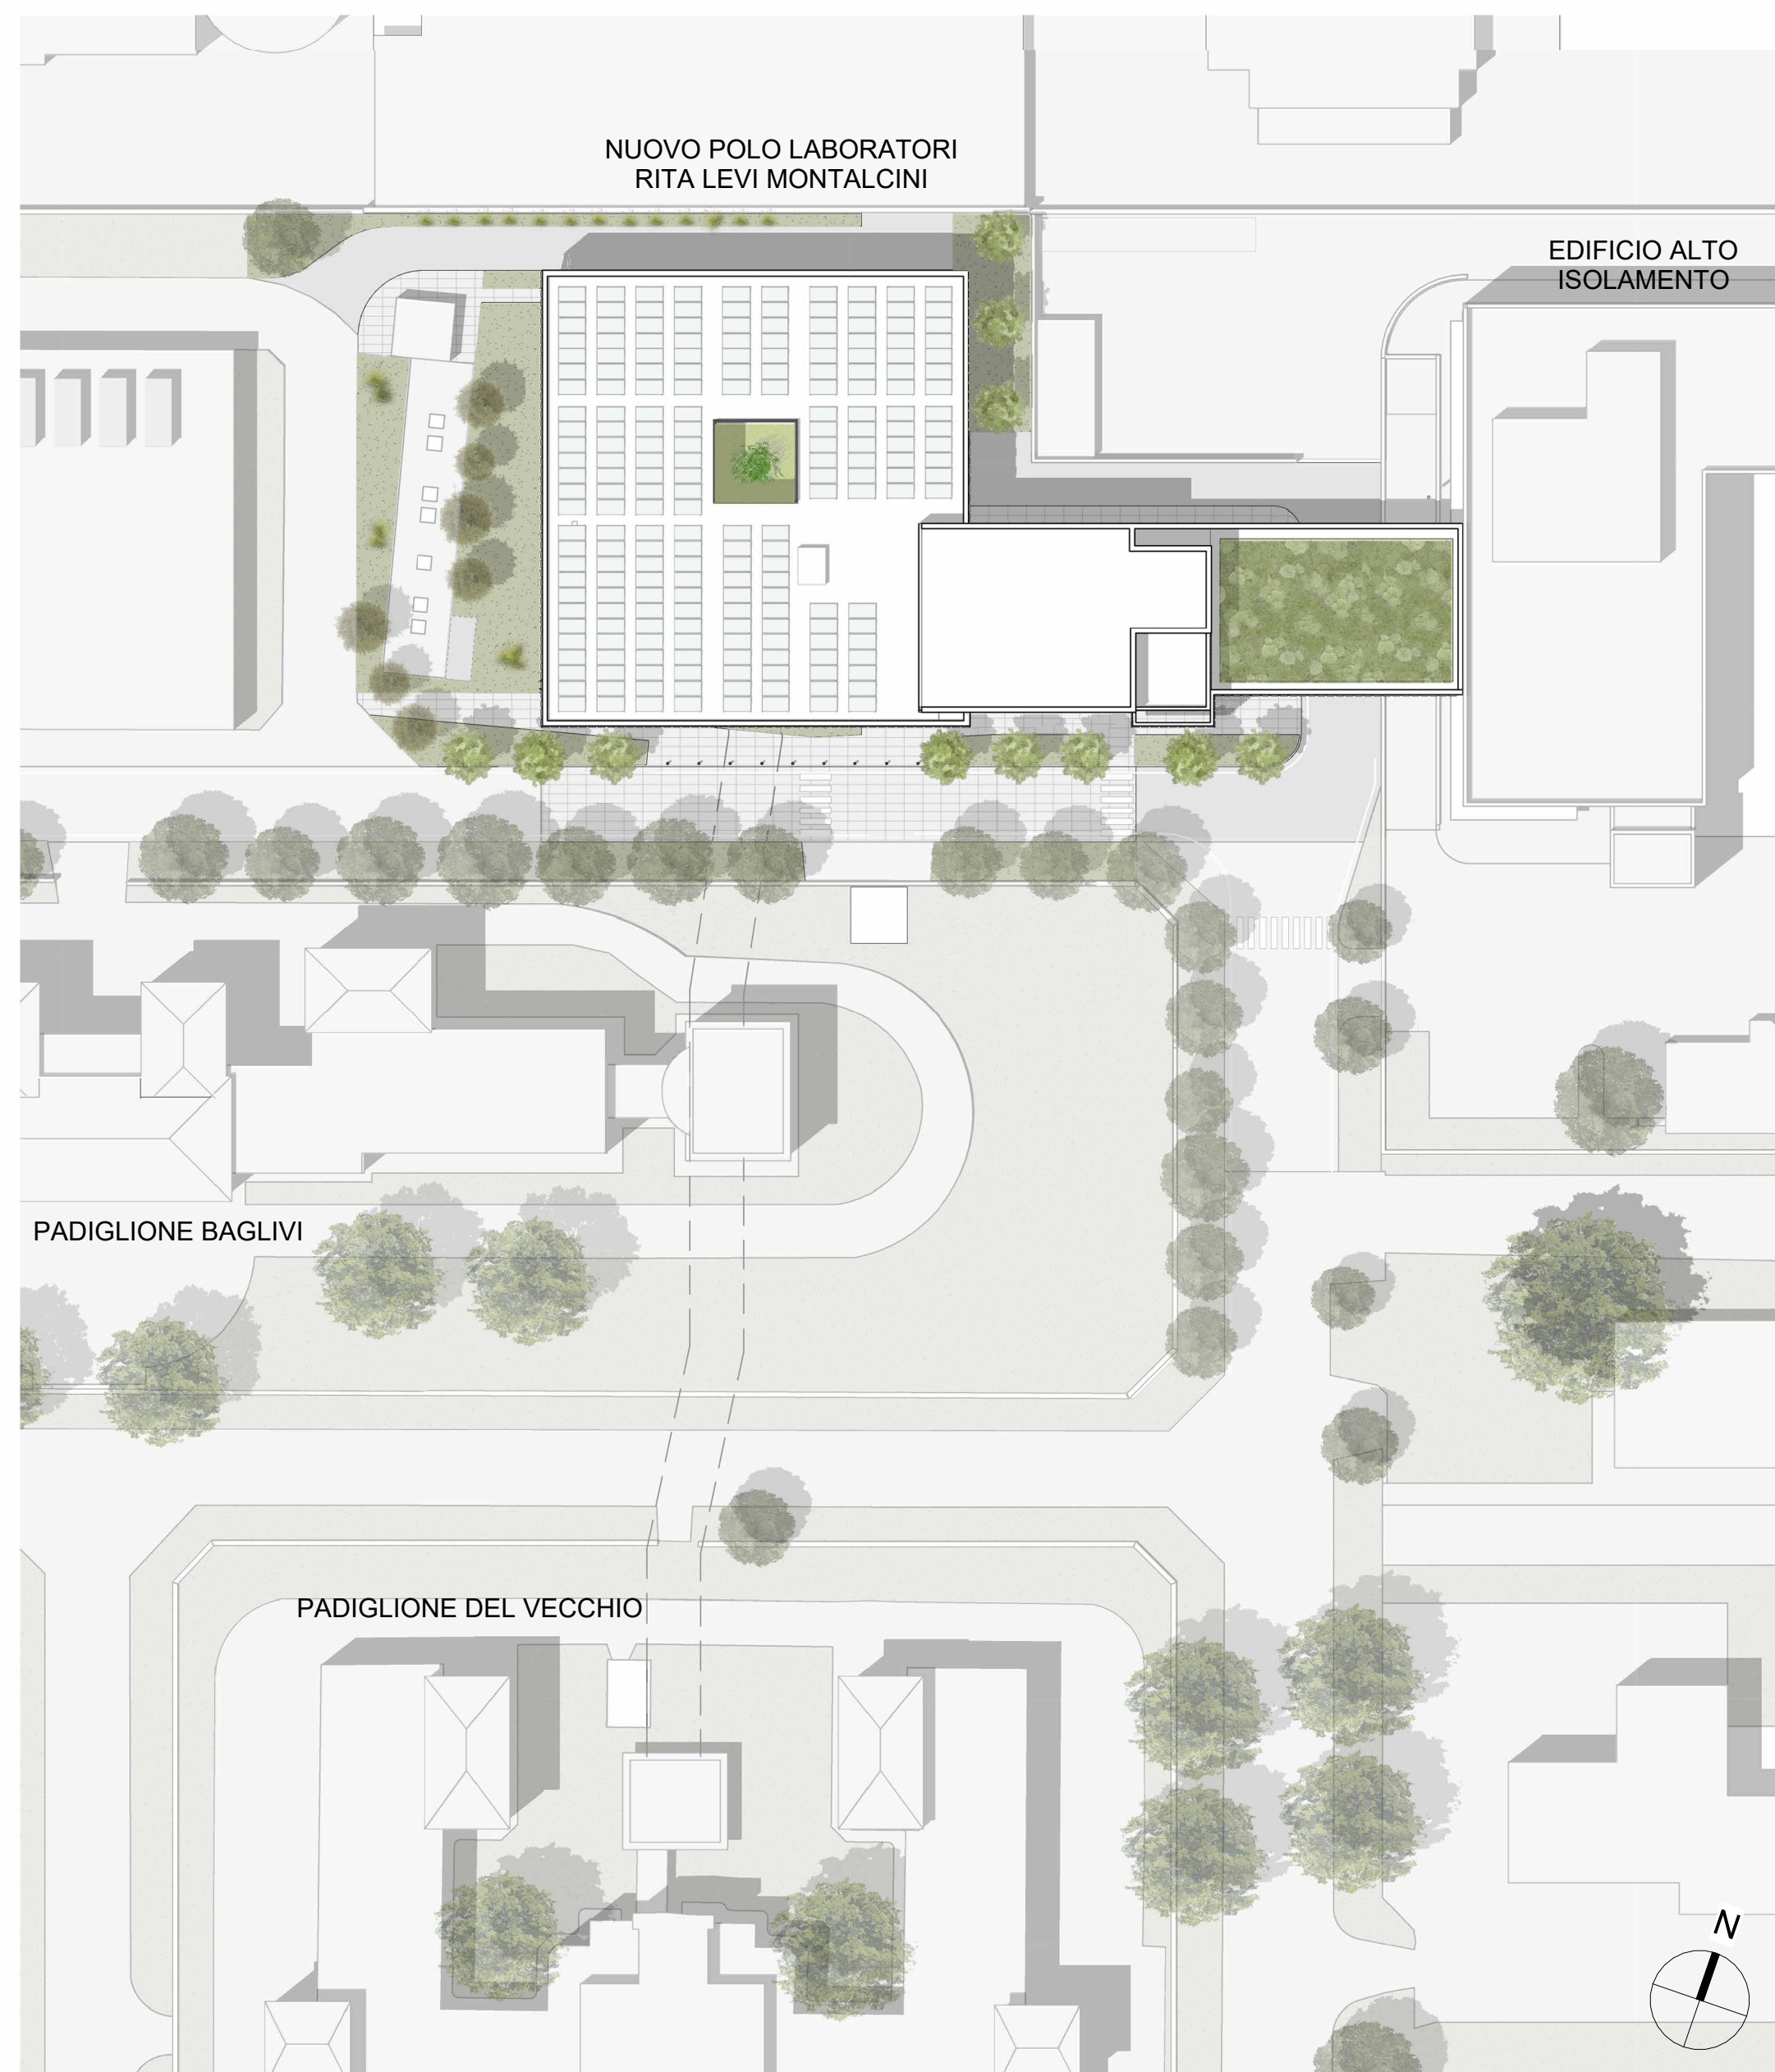 NUOVO POLO LABORATORI
RITA LEVI MONTALCINI
EDIFICIO ALTO
ISOLAMENTO
PADIGLIONE BAGLIVI
PADIGLIONE DEL VECCHIO
N